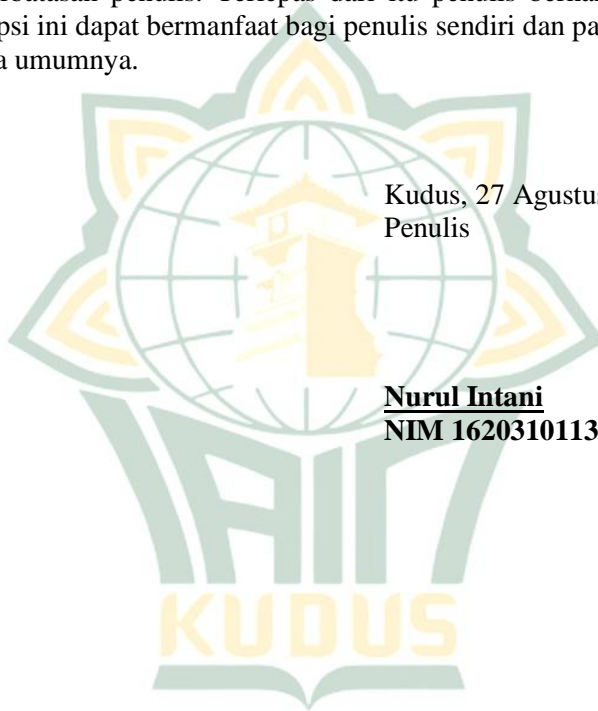 psi ini dapat bermanfaat bagi penulis sendiri dan pa
a umumnya.
Kudus, 27 Agustus
Penulis
Nurul Intani
NIM 1620310113
IAIN
KUDUS